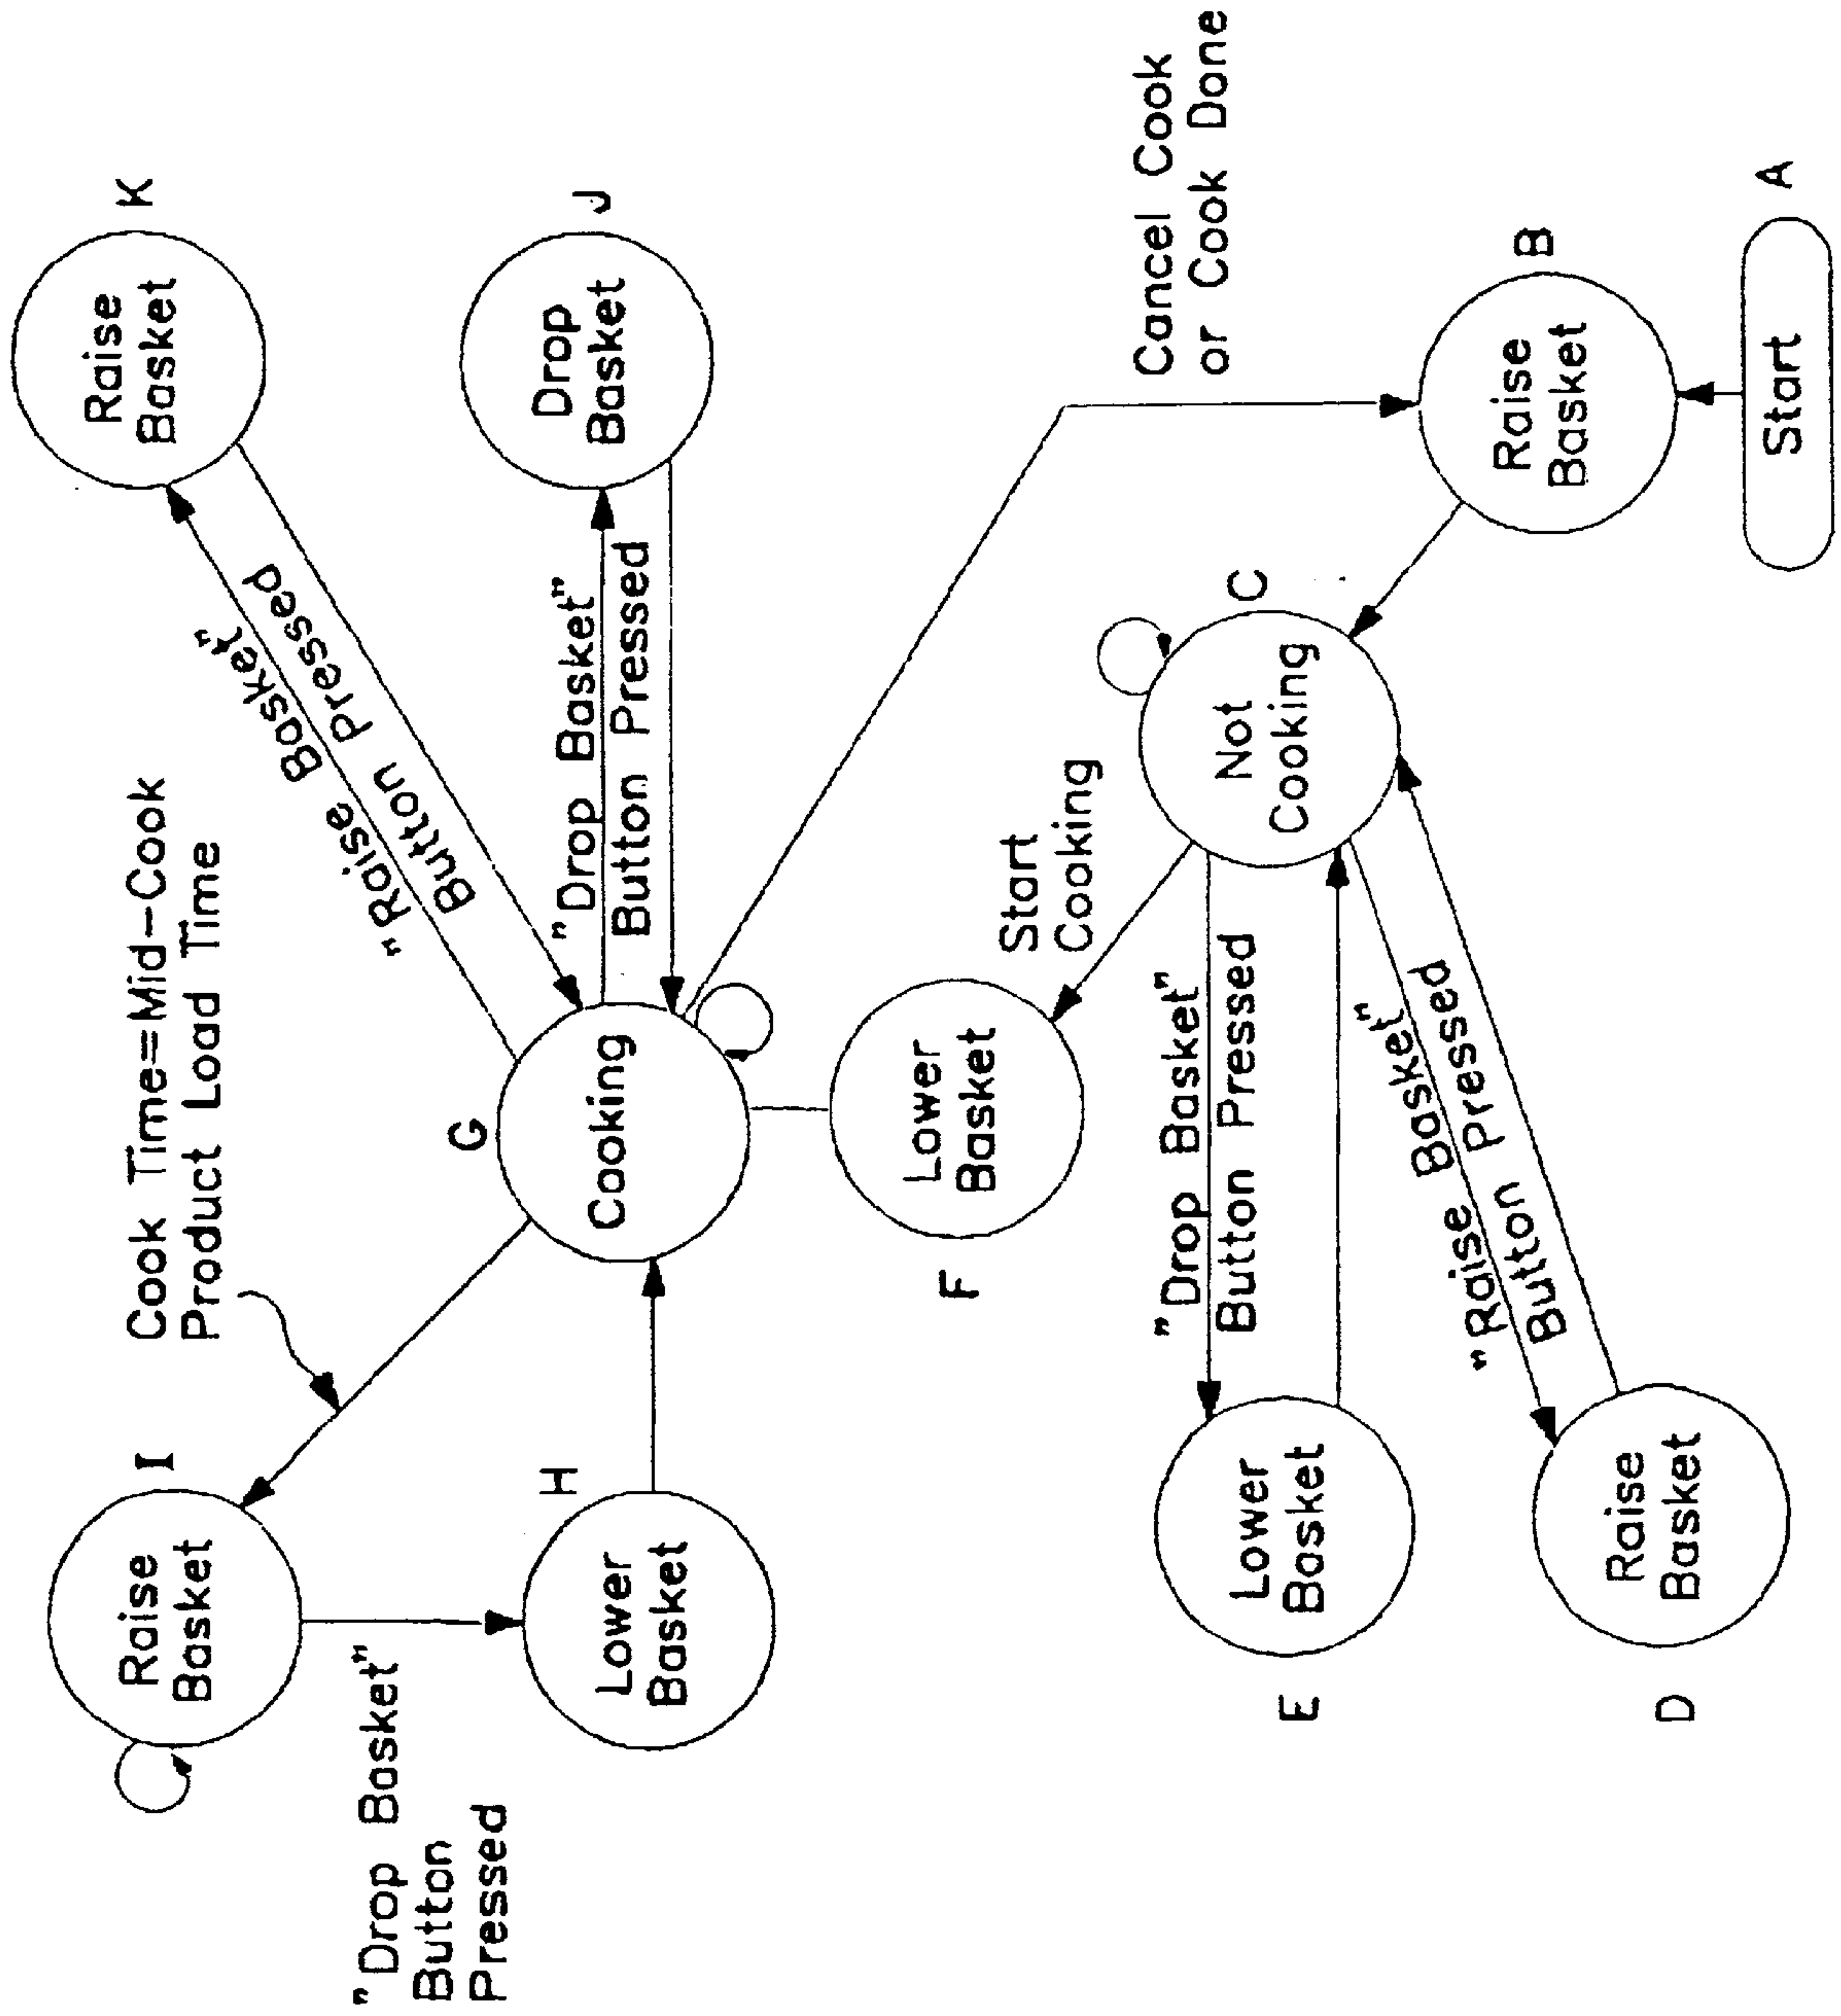 A
Start
B
Raise
Basket
Cancel Cook
or Cook Done
C
Not
Cooking
Start
Cooking
"Drop Basket"
Button Pressed
"Raise Basket"
Button Pressed
E
Lower
Basket
D
Raise
Basket
F
Lower
Basket
G
Cooking
"Drop Basket"
Button Pressed
J
Drop
Basket
"Raise Basket"
Button Pressed
K
Raise
Basket
Cook Time=Mid-Cook
Product Load Time
I
Raise
Basket
"Drop Basket"
Button
Pressed
H
Lower
Basket